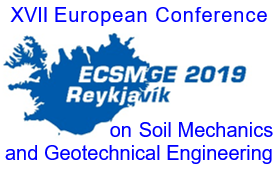 XVII European Conference
ECSMGE 2019
Reykjavík
on Soil Mechanics
and Geotechnical Engineering